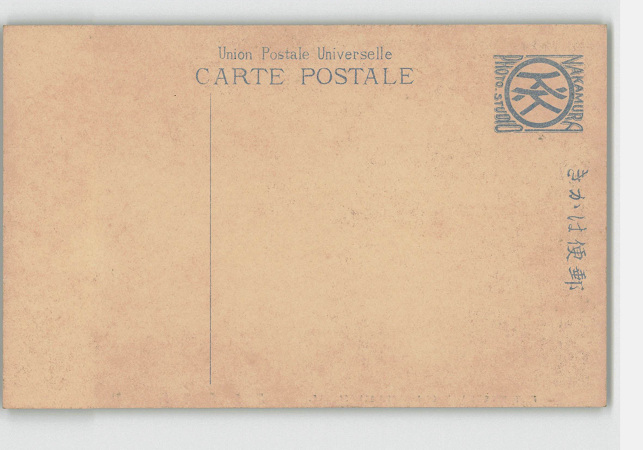 Union Postale Universelle
CARTE POSTALE
NAKAMURA
PHOTO. STUDIO
きかは便郵